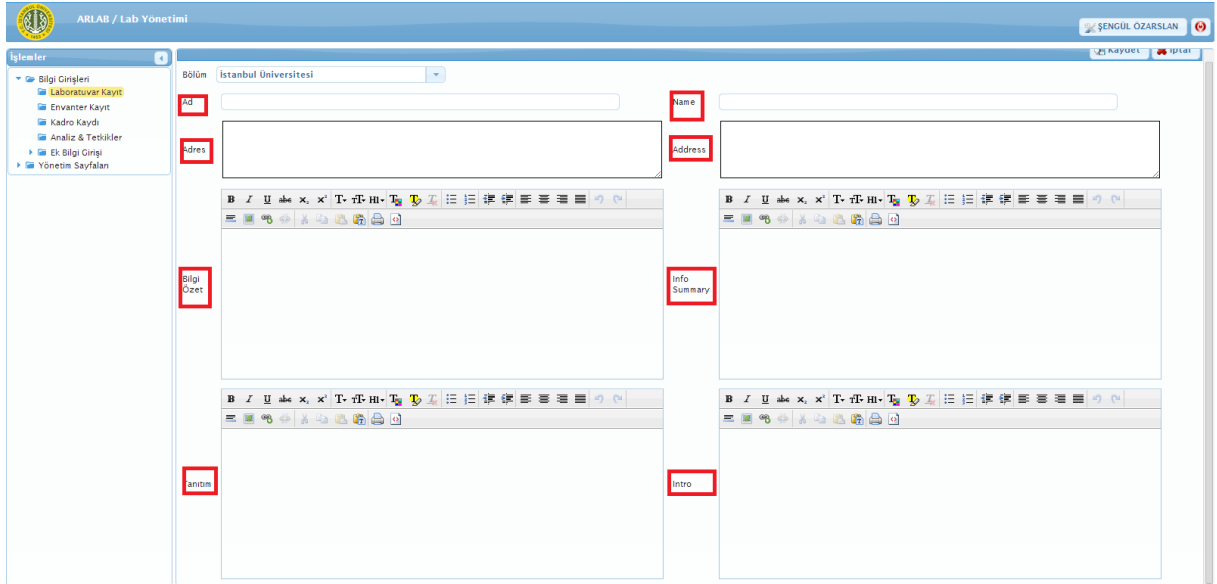 ARLAB / Lab Yönetimi
ŞENGÜL ÖZARSLAN
İşlemler
Kaydet
İptal
Bilgi Girişleri
Laboratuvar Kayıt
Envanter Kayıt
Kadro Kaydı
Analiz & Tetkikler
Ek Bilgi Girişi
Yönetim Sayfaları
Bölüm İstanbul Üniversitesi
Ad
Name
Adres
Address
Bilgi
Özet
Info
Summary
Tanıtım
Intro